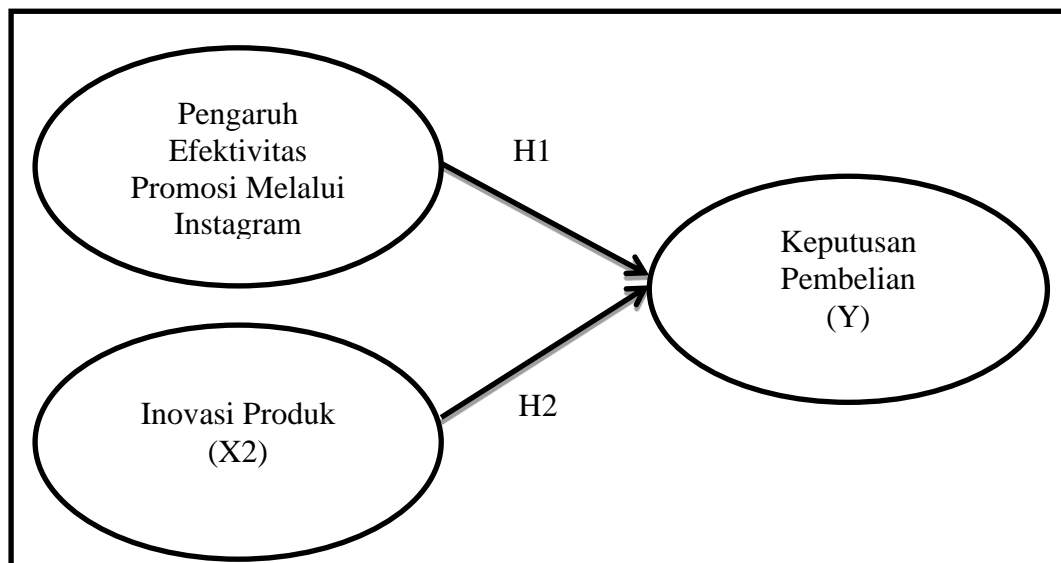 Pengaruh
Efektivitas
Promosi Melalui
Instagram
H1
Keputusan
Pembelian
(Y)
Inovasi Produk
(X2)
H2